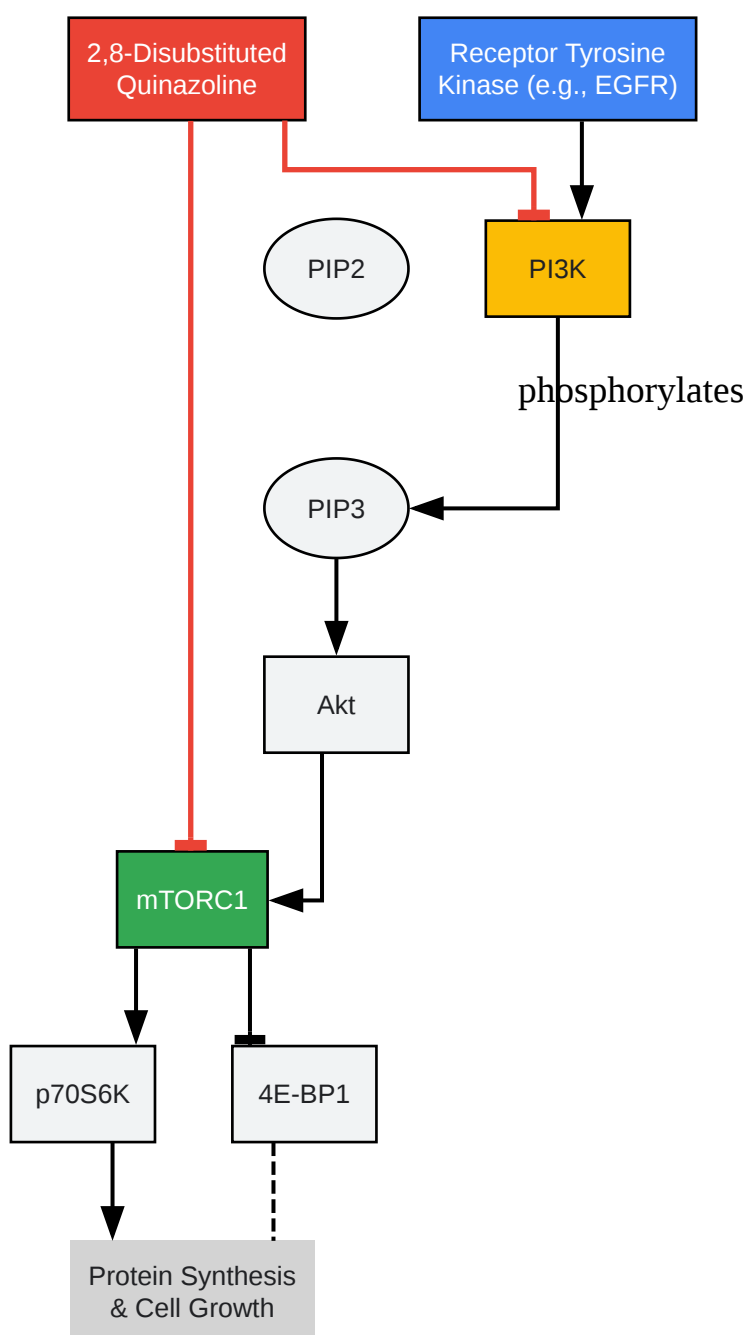 2,8-Disubstituted
Quinazoline
Receptor Tyrosine
Kinase (e.g., EGFR)
PIP2
PI3K
phosphorylates
PIP3
Akt
mTORC1
p70S6K
4E-BP1
Protein Synthesis
& Cell Growth